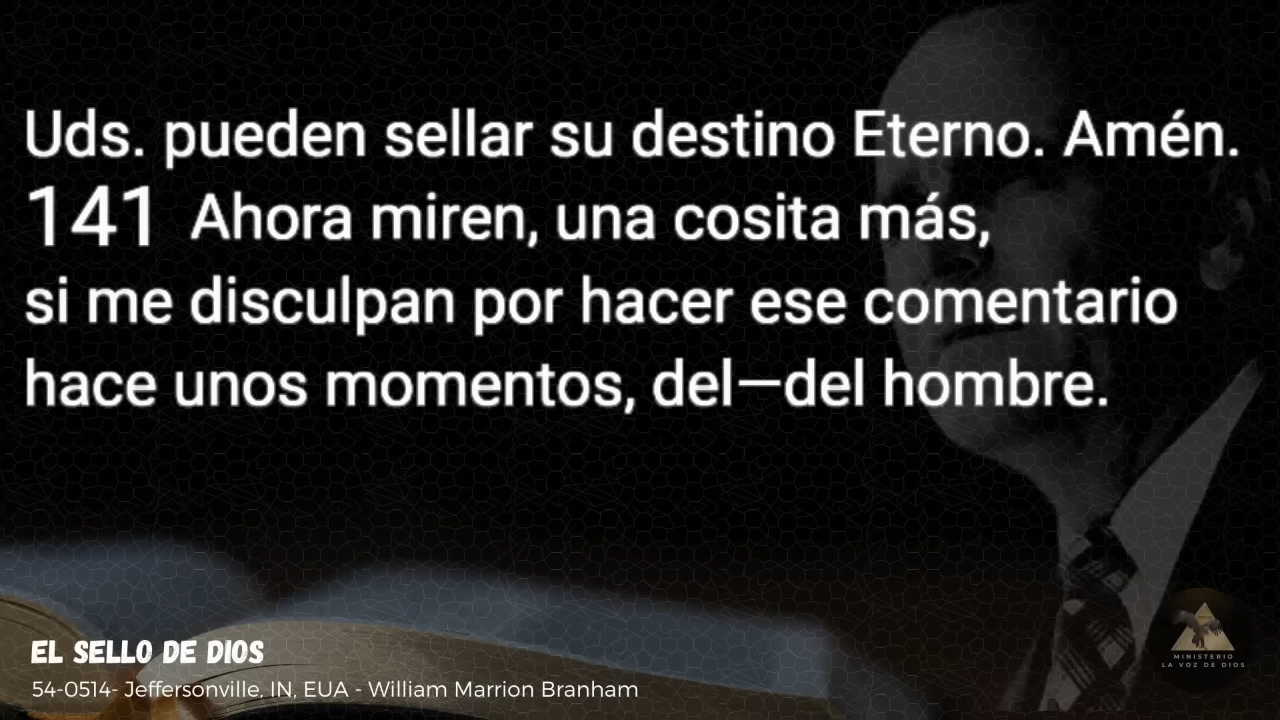 Uds. pueden sellar su destino Eterno. Amén.
141 Ahora miren, una cosita más,
si me disculpan por hacer ese comentario
hace unos momentos, del—del hombre.
EL SELLO DE DIOS
54-0514- Jeffersonville, IN, EUA - William Marrion Branham
MINISTERIO
LA VOZ DE DIOS